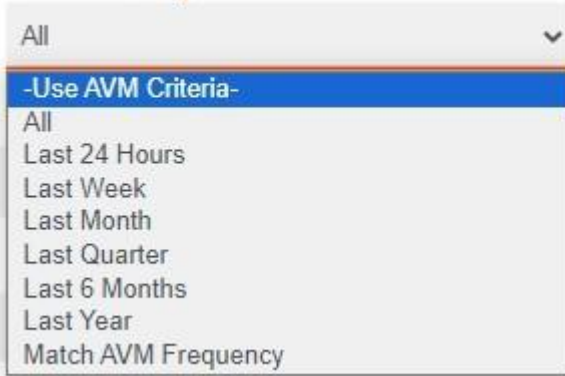 All
-Use AVM Criteria-
All
Last 24 Hours
Last Week
Last Month
Last Quarter
Last 6 Months
Last Year
Match AVM Frequency